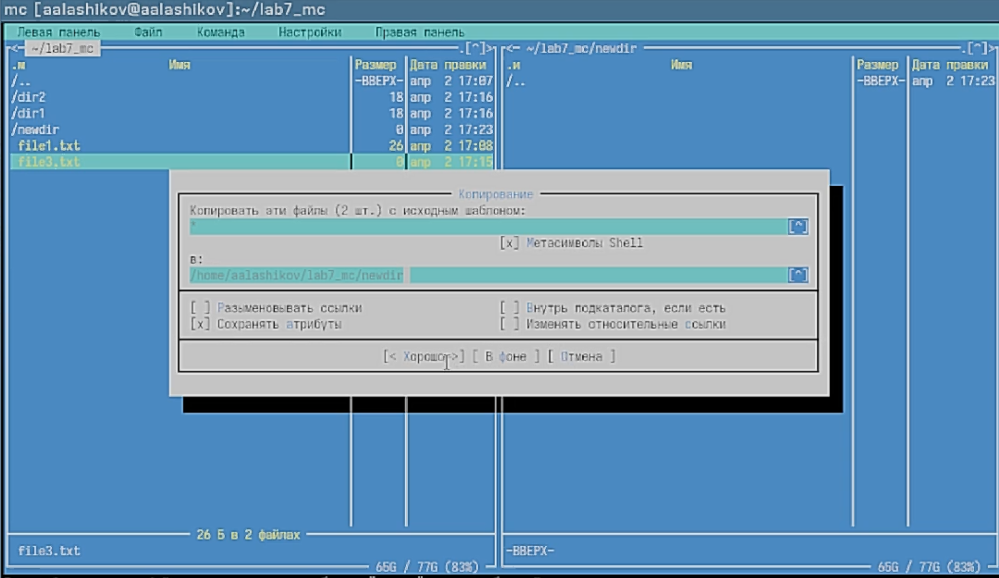 mc [aalashikov@aalashikov]:~/lab7_mc
Левая панель Файл Команда Настройки Правая панель
<- ~/lab7_mc .[^]> <- ~/lab7_mc/newdir .[^]>
.и Имя Размер Дата правки .и Имя Размер Дата правки
/.. -ВВЕРХ- апр 2 17:07 /.. -ВВЕРХ- апр 2 17:23
/dir2 18 апр 2 17:16
/dir1 18 апр 2 17:16
/newdir 0 апр 2 17:23
file1.txt 26 апр 2 17:08
file3.txt 0 апр 2 17:15
Копирование
Копировать эти файлы (2 шт.) с исходным шаблоном:
* [^]
[x] Метасимволы Shell
в:
/home/aalashikov/lab7_mc/newdir [^]
[ ] Разыменовывать ссылки [ ] Внутрь подкаталога, если есть
[x] Сохранять атрибуты [ ] Изменять относительные ссылки
[< Хорошо >] [ В фоне ] [ Отмена ]
26 Б в 2 файлах
file3.txt -ВВЕРХ-
65G / 77G (83%) 65G / 77G (83%)